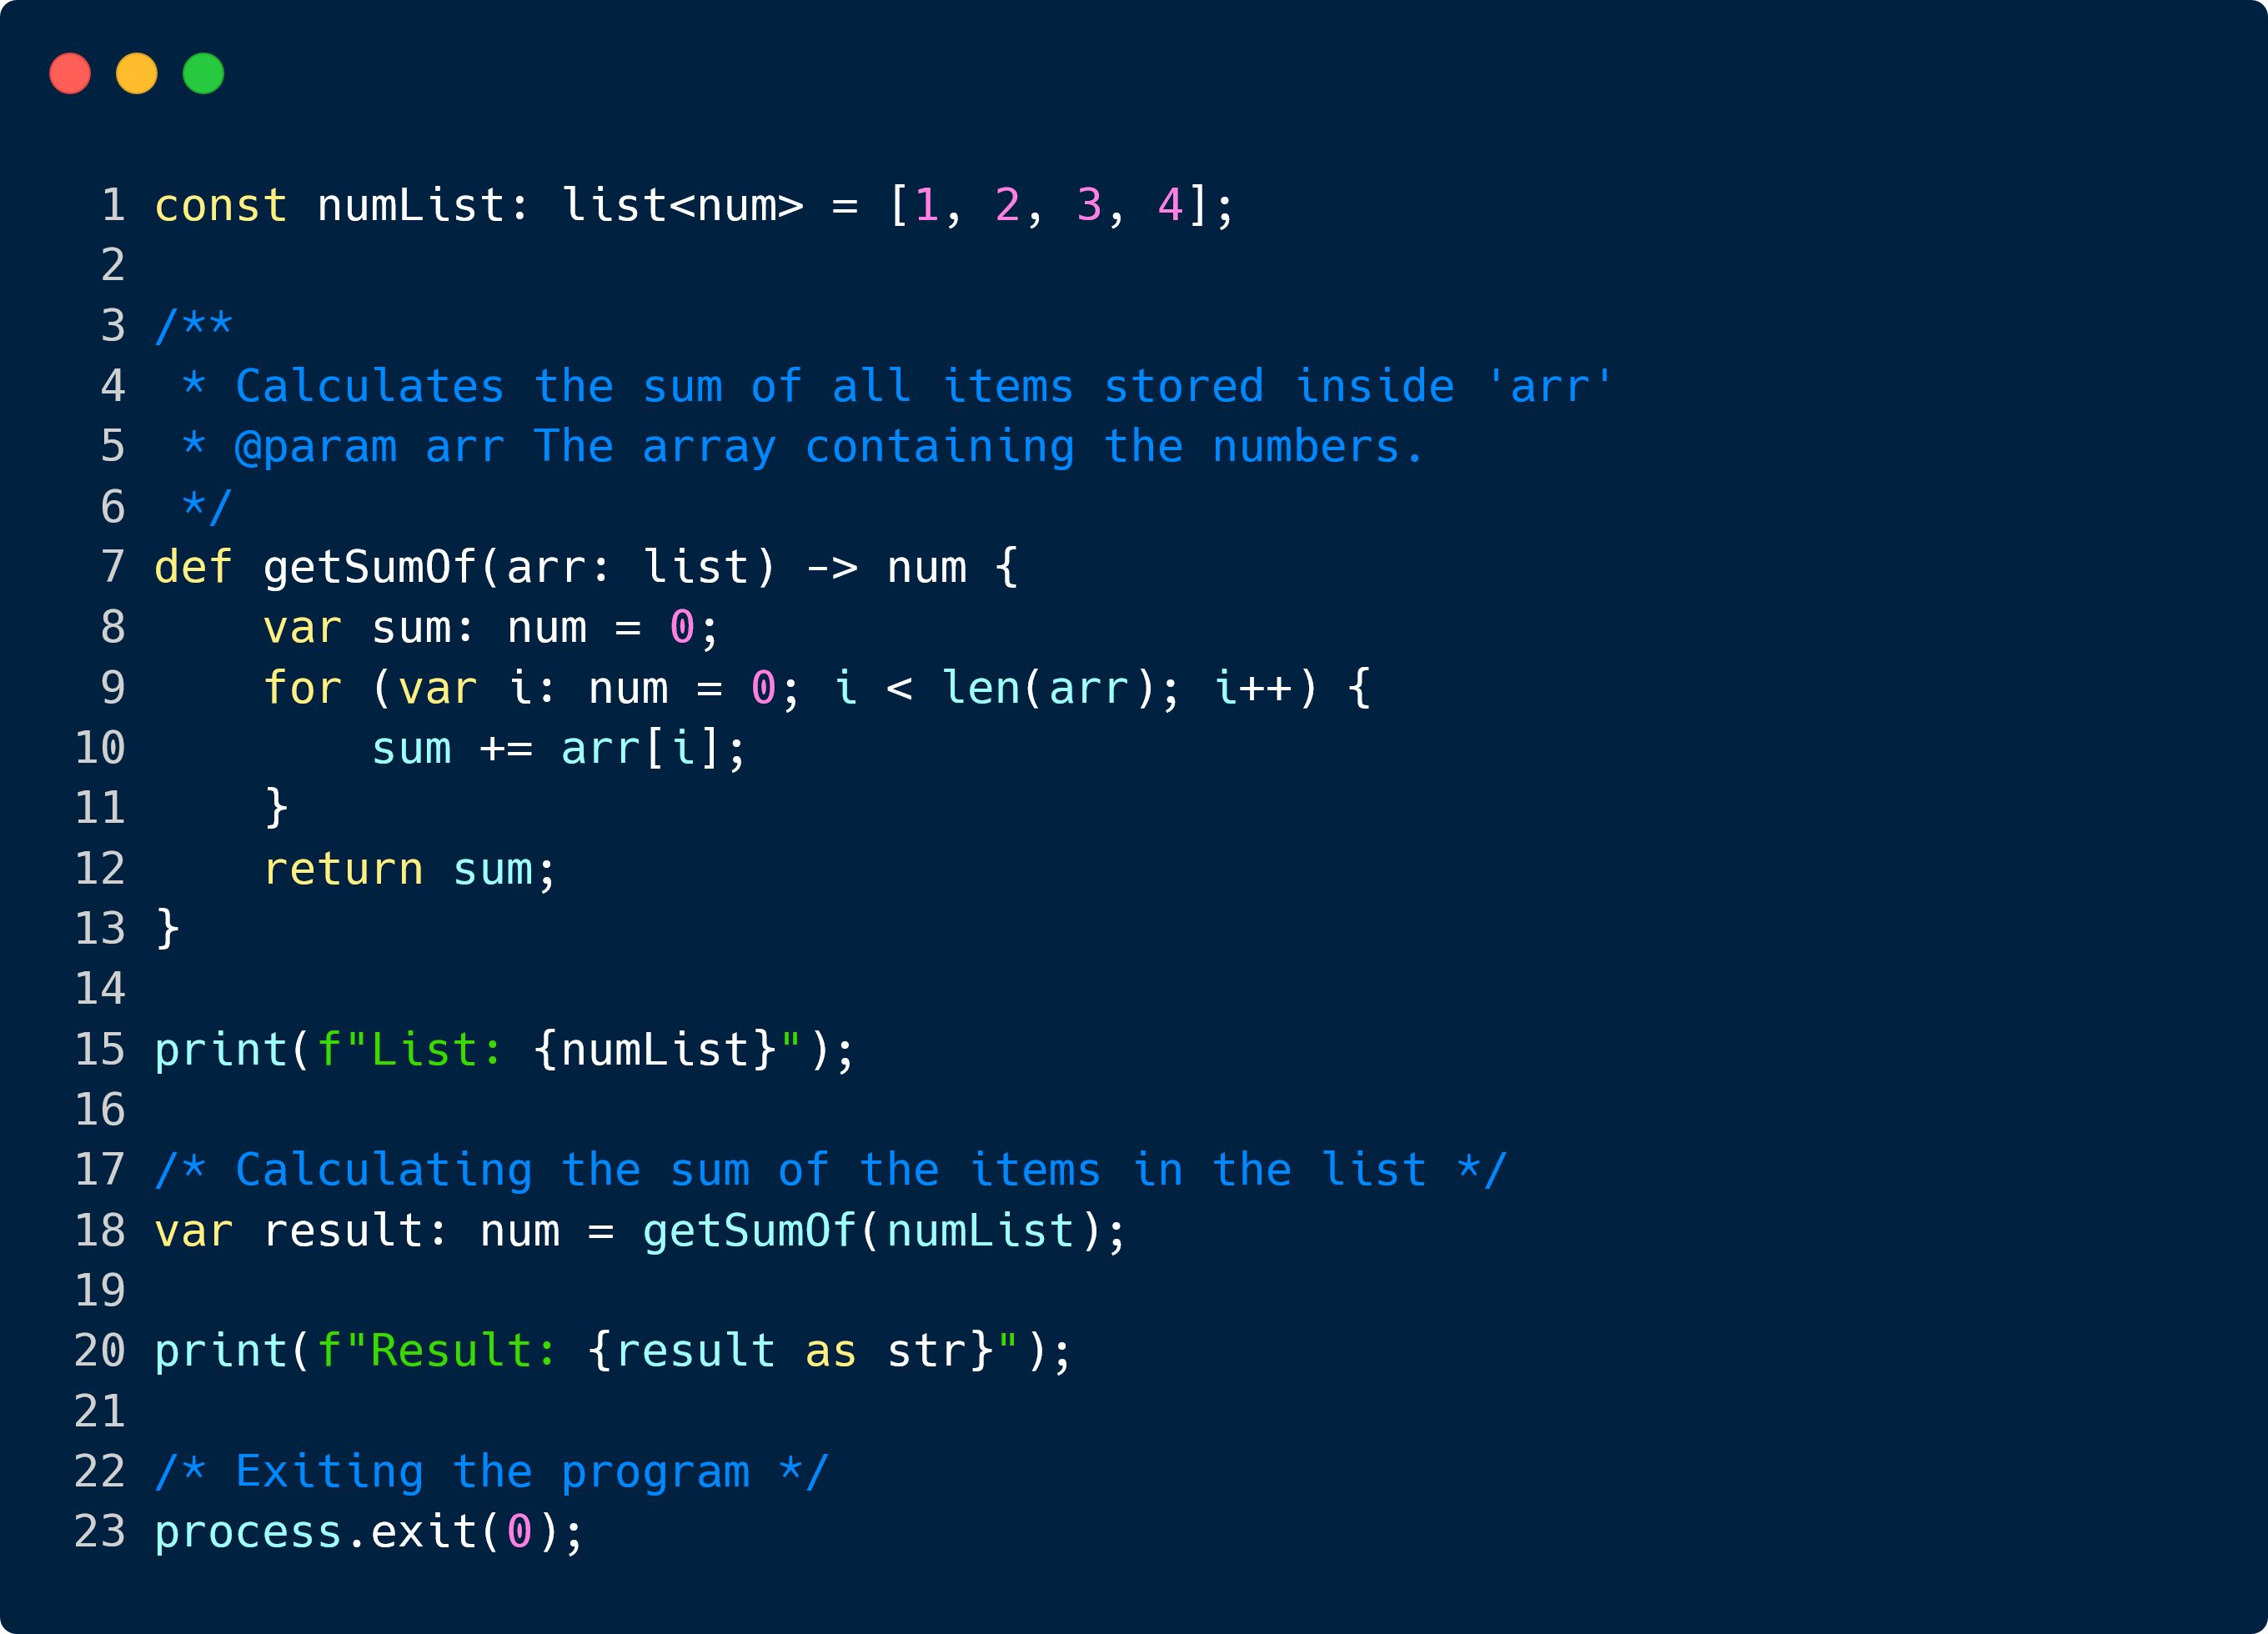 1 const numList: list<num> = [1, 2, 3, 4];
2
3 /**
4  * Calculates the sum of all items stored inside 'arr'
5  * @param arr The array containing the numbers.
6  */
7 def getSumOf(arr: list) -> num {
8     var sum: num = 0;
9     for (var i: num = 0; i < len(arr); i++) {
10         sum += arr[i];
11     }
12     return sum;
13 }
14
15 print(f"List: {numList}");
16
17 /* Calculating the sum of the items in the list */
18 var result: num = getSumOf(numList);
19
20 print(f"Result: {result as str}");
21
22 /* Exiting the program */
23 process.exit(0);